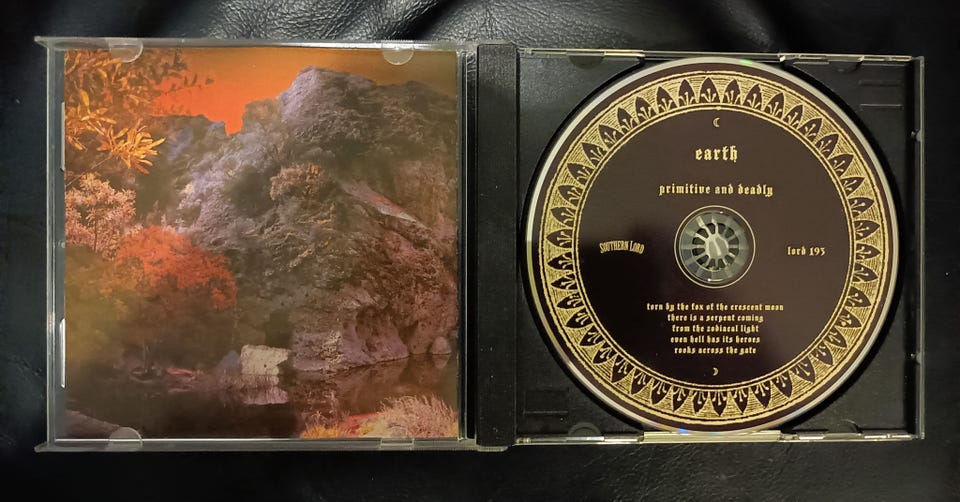 earth
primitive and deadly
Southern Lord
lord 195
torn by the fox of the crescent moon
there is a serpent coming
from the zodiacal light
even hell has its heroes
rooks across the gate